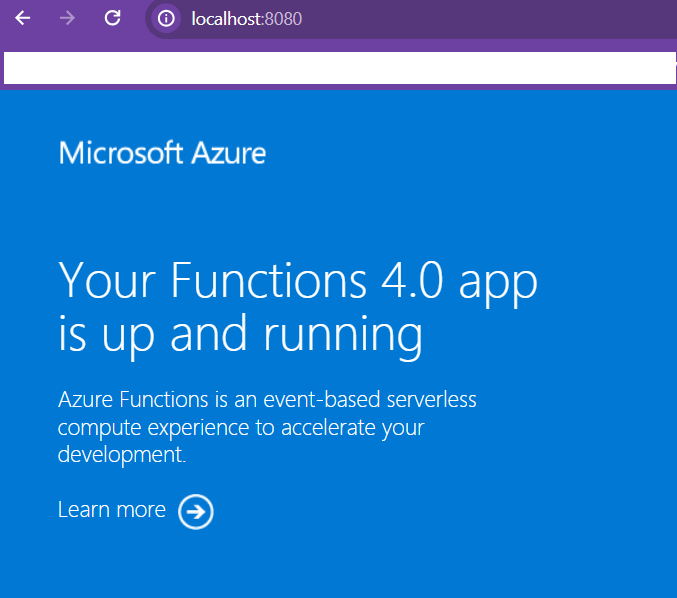 localhost:8080
Microsoft Azure
Your Functions 4.0 app
is up and running
Azure Functions is an event-based serverless
compute experience to accelerate your
development.
Learn more